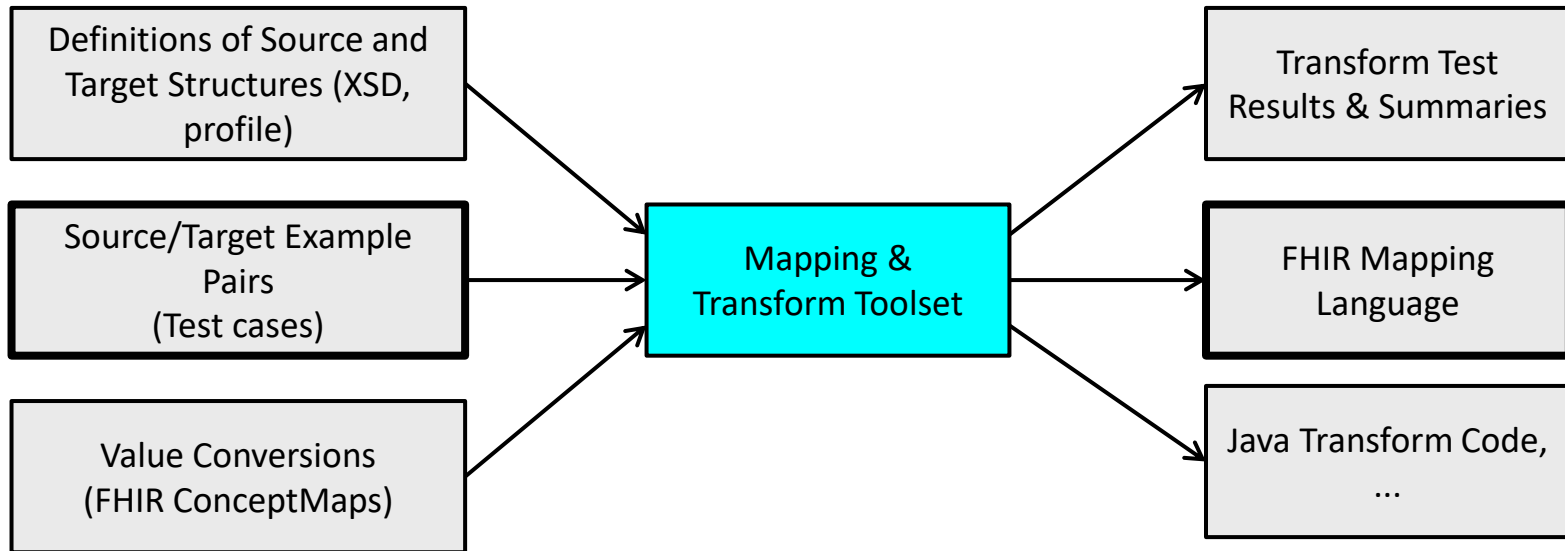 Definitions of Source and
Target Structures (XSD,
profile)
Source/Target Example
Pairs
(Test cases)
Value Conversions
(FHIR ConceptMaps)
Mapping &
Transform Toolset
Transform Test
Results & Summaries
FHIR Mapping
Language
Java Transform Code,
...